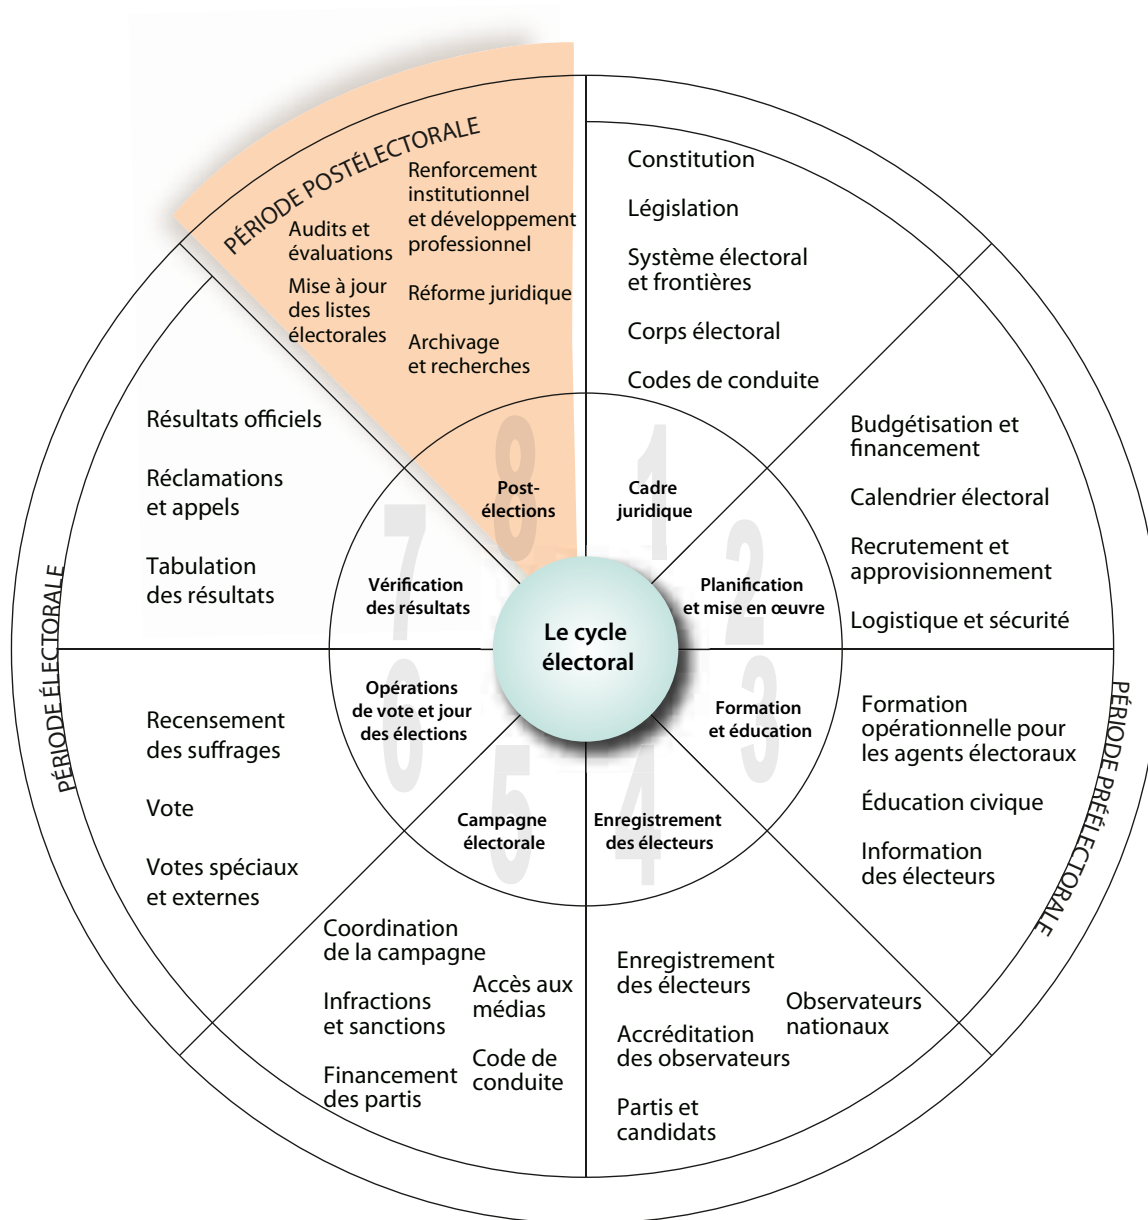 Le cycle
électoral
1
Cadre
juridique
Constitution
Législation
Système électoral
et frontières
Corps électoral
Codes de conduite
2
Planification
et mise en œuvre
Budgétisation et
financement
Calendrier électoral
Recrutement et
approvisionnement
Logistique et sécurité
PÉRIODE PRÉÉLECTORALE
3
Formation
et éducation
Formation
opérationnelle pour
les agents électoraux
Éducation civique
Information
des électeurs
4
Enregistrement
des électeurs
Enregistrement
des électeurs
Accréditation
des observateurs
Partis et
candidats
Observateurs
nationaux
5
Campagne
électorale
Coordination
de la campagne
Infractions
et sanctions
Financement
des partis
Accès aux
médias
Code de
conduite
PÉRIODE ÉLECTORALE
6
Opérations
de vote et jour
des élections
Recensement
des suffrages
Vote
Votes spéciaux
et externes
7
Vérification
des résultats
Résultats officiels
Réclamations
et appels
Tabulation
des résultats
PÉRIODE POSTÉLECTORALE
8
Post-
élections
Audits et
évaluations
Mise à jour
des listes
électorales
Renforcement
institutionnel
et développement
professionnel
Réforme juridique
Archivage
et recherches